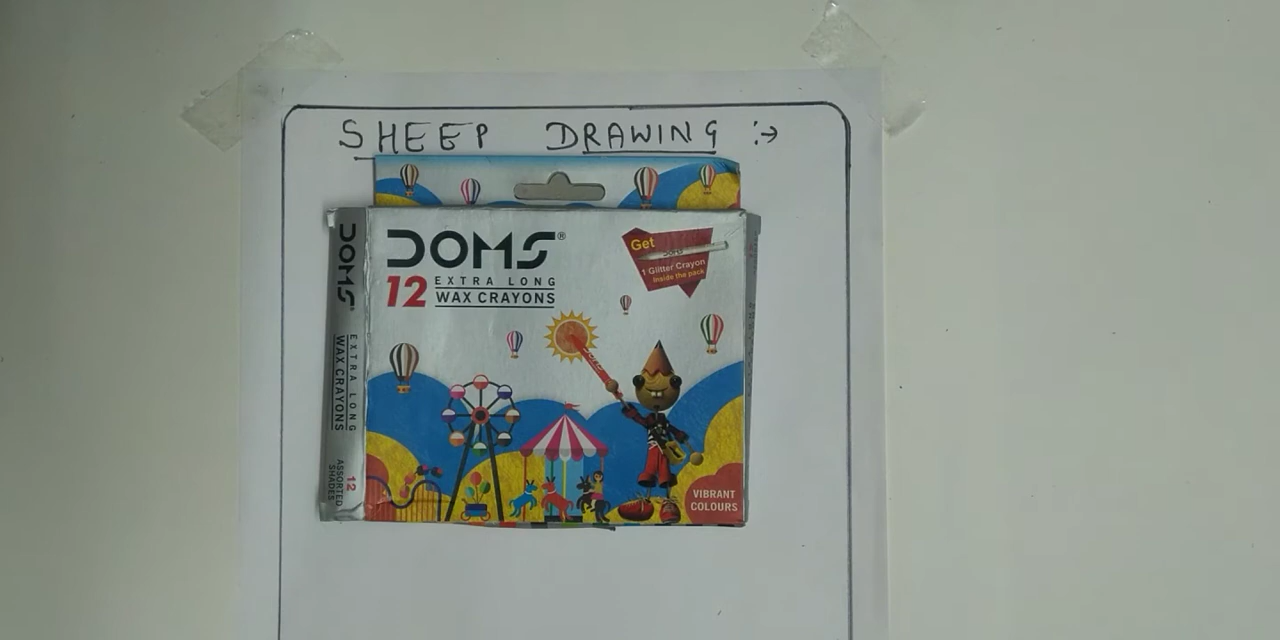 SHEEP DRAWING :→
DOMS®
12 EXTRA LONG
WAX CRAYONS
Get
1 Glitter Crayon
Inside the pack
VIBRANT
COLOURS
DOMS
EXTRA LONG
WAX CRAYONS
12
ASSORTED
SHADES